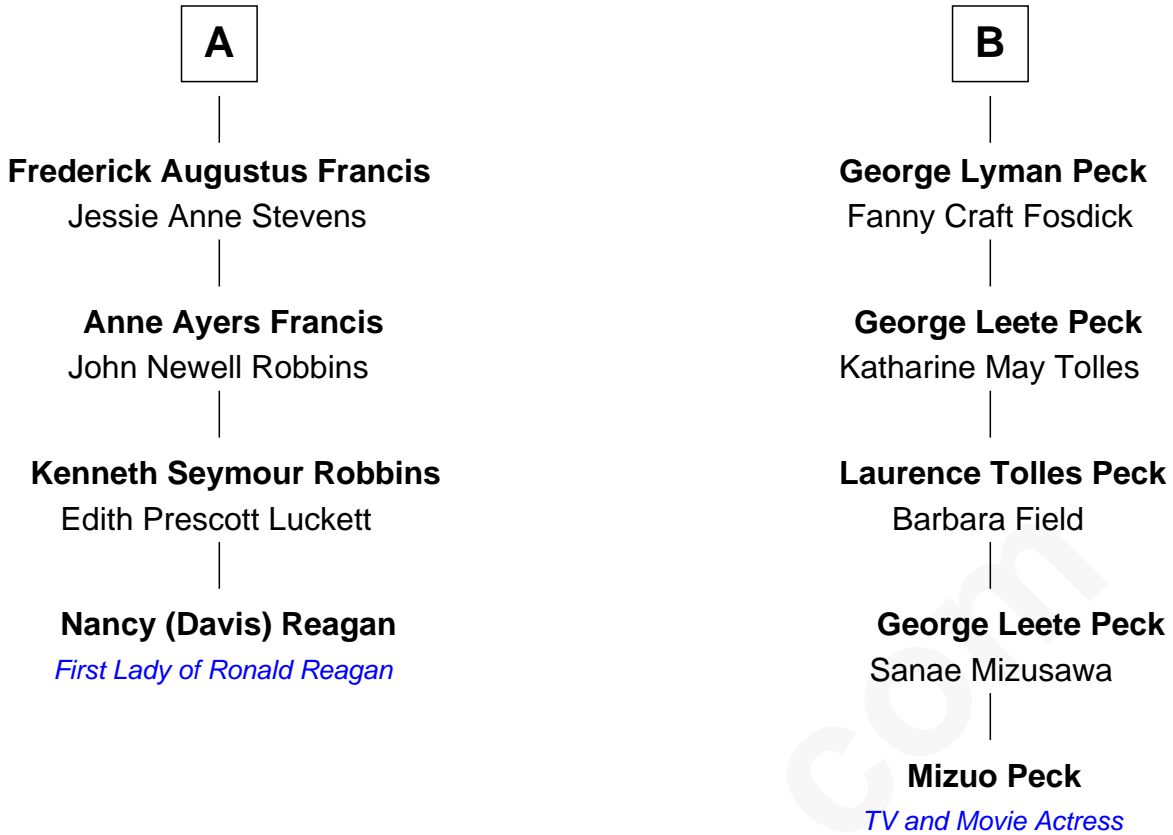 A
Frederick Augustus Francis
Jessie Anne Stevens
Anne Ayers Francis
John Newell Robbins
Kenneth Seymour Robbins
Edith Prescott Luckett
Nancy (Davis) Reagan
First Lady of Ronald Reagan
B
George Lyman Peck
Fanny Craft Fosdick
George Leete Peck
Katharine May Tolles
Laurence Tolles Peck
Barbara Field
George Leete Peck
Sanae Mizusawa
Mizuo Peck
TV and Movie Actress
com